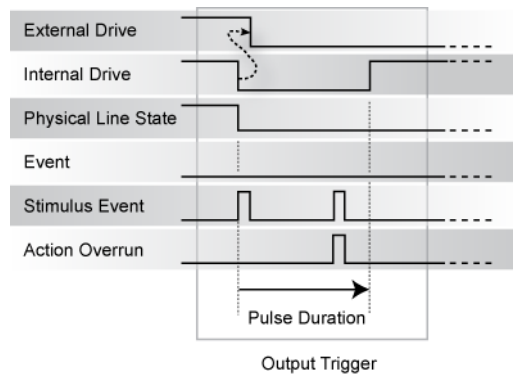 External Drive
Internal Drive
Physical Line State
Event
Stimulus Event
Action Overrun
Pulse Duration
Output Trigger